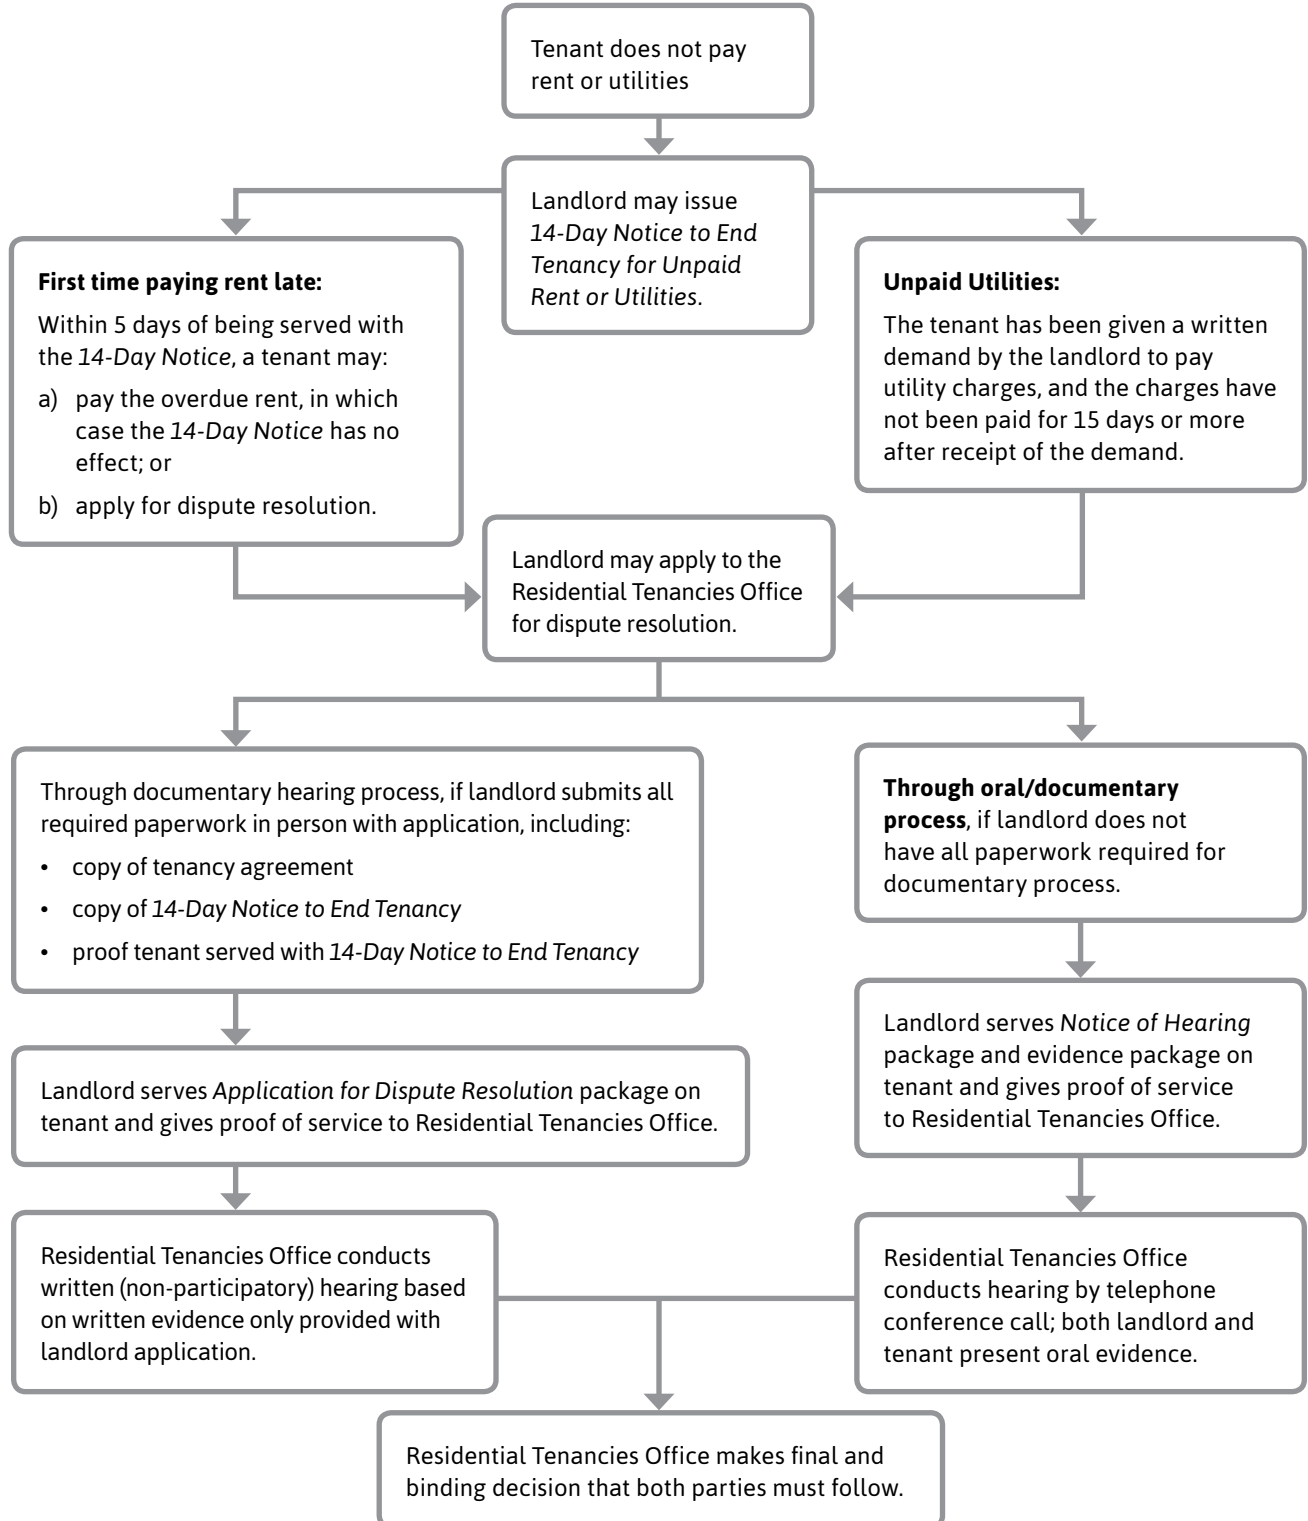 Tenant does not pay
rent or utilities
Landlord may issue
14-Day Notice to End
Tenancy for Unpaid
Rent or Utilities.
First time paying rent late:
Within 5 days of being served with
the 14-Day Notice, a tenant may:
a) pay the overdue rent, in which
case the 14-Day Notice has no
effect; or
b) apply for dispute resolution.
Unpaid Utilities:
The tenant has been given a written
demand by the landlord to pay
utility charges, and the charges have
not been paid for 15 days or more
after receipt of the demand.
Landlord may apply to the
Residential Tenancies Office
for dispute resolution.
Through documentary hearing process, if landlord submits all
required paperwork in person with application, including:
• copy of tenancy agreement
• copy of 14-Day Notice to End Tenancy
• proof tenant served with 14-Day Notice to End Tenancy
Through oral/documentary
process, if landlord does not
have all paperwork required for
documentary process.
Landlord serves Application for Dispute Resolution package on
tenant and gives proof of service to Residential Tenancies Office.
Landlord serves Notice of Hearing
package and evidence package on
tenant and gives proof of service
to Residential Tenancies Office.
Residential Tenancies Office conducts
written (non-participatory) hearing based
on written evidence only provided with
landlord application.
Residential Tenancies Office
conducts hearing by telephone
conference call; both landlord and
tenant present oral evidence.
Residential Tenancies Office makes final and
binding decision that both parties must follow.